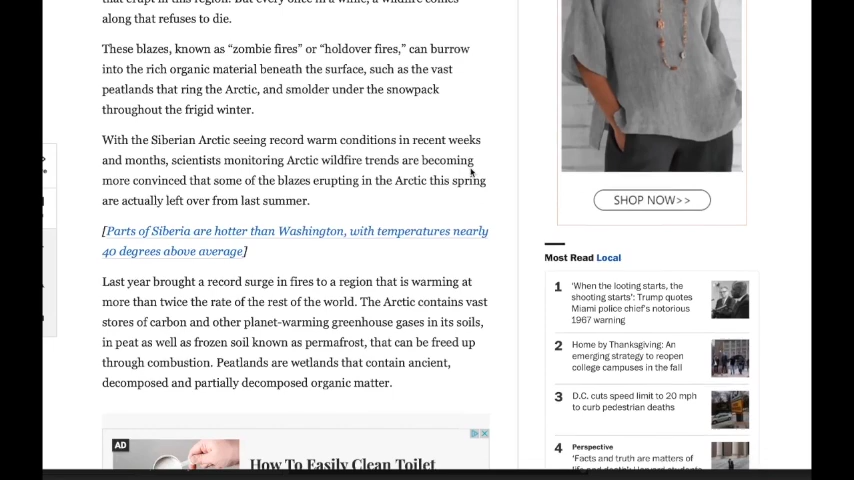 that erupt in this region. But every once in a while, a wildfire comes
along that refuses to die.
These blazes, known as “zombie fires” or “holdover fires,” can burrow
into the rich organic material beneath the surface, such as the vast
peatlands that ring the Arctic, and smolder under the snowpack
throughout the frigid winter.
With the Siberian Arctic seeing record warm conditions in recent weeks
and months, scientists monitoring Arctic wildfire trends are becoming
more convinced that some of the blazes erupting in the Arctic this spring
are actually left over from last summer.
[Parts of Siberia are hotter than Washington, with temperatures nearly
40 degrees above average]
Last year brought a record surge in fires to a region that is warming at
more than twice the rate of the rest of the world. The Arctic contains vast
stores of carbon and other planet-warming greenhouse gases in its soils,
in peat as well as frozen soil known as permafrost, that can be freed up
through combustion. Peatlands are wetlands that contain ancient,
decomposed and partially decomposed organic matter.
AD
How To Easily Clean Toilet
SHOP NOW>>
Most Read Local
1 'When the looting starts, the
shooting starts': Trump quotes
Miami police chief's notorious
1967 warning
2 Home by Thanksgiving: An
emerging strategy to reopen
college campuses in the fall
3 D.C. cuts speed limit to 20 mph
to curb pedestrian deaths
4 Perspective
'Facts and truth are matters of
life and death': Harvard students